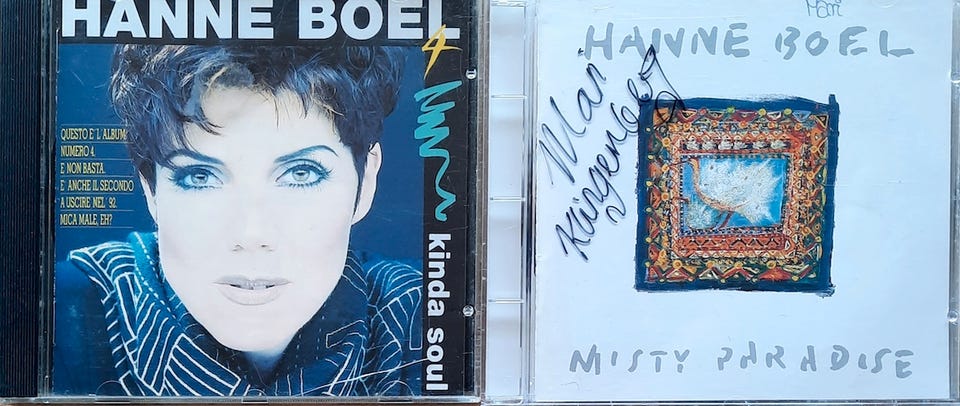 HANNE BOEL
4
QUESTO E' L' ALBUM
NUMERO 4.
E NON BASTA.
E' ANCHE IL SECONDO
A USCIRE NEL '92.
MICA MALE, EH?
kinda soul
HANNE BOEL
Mari
MISTY PARADISE